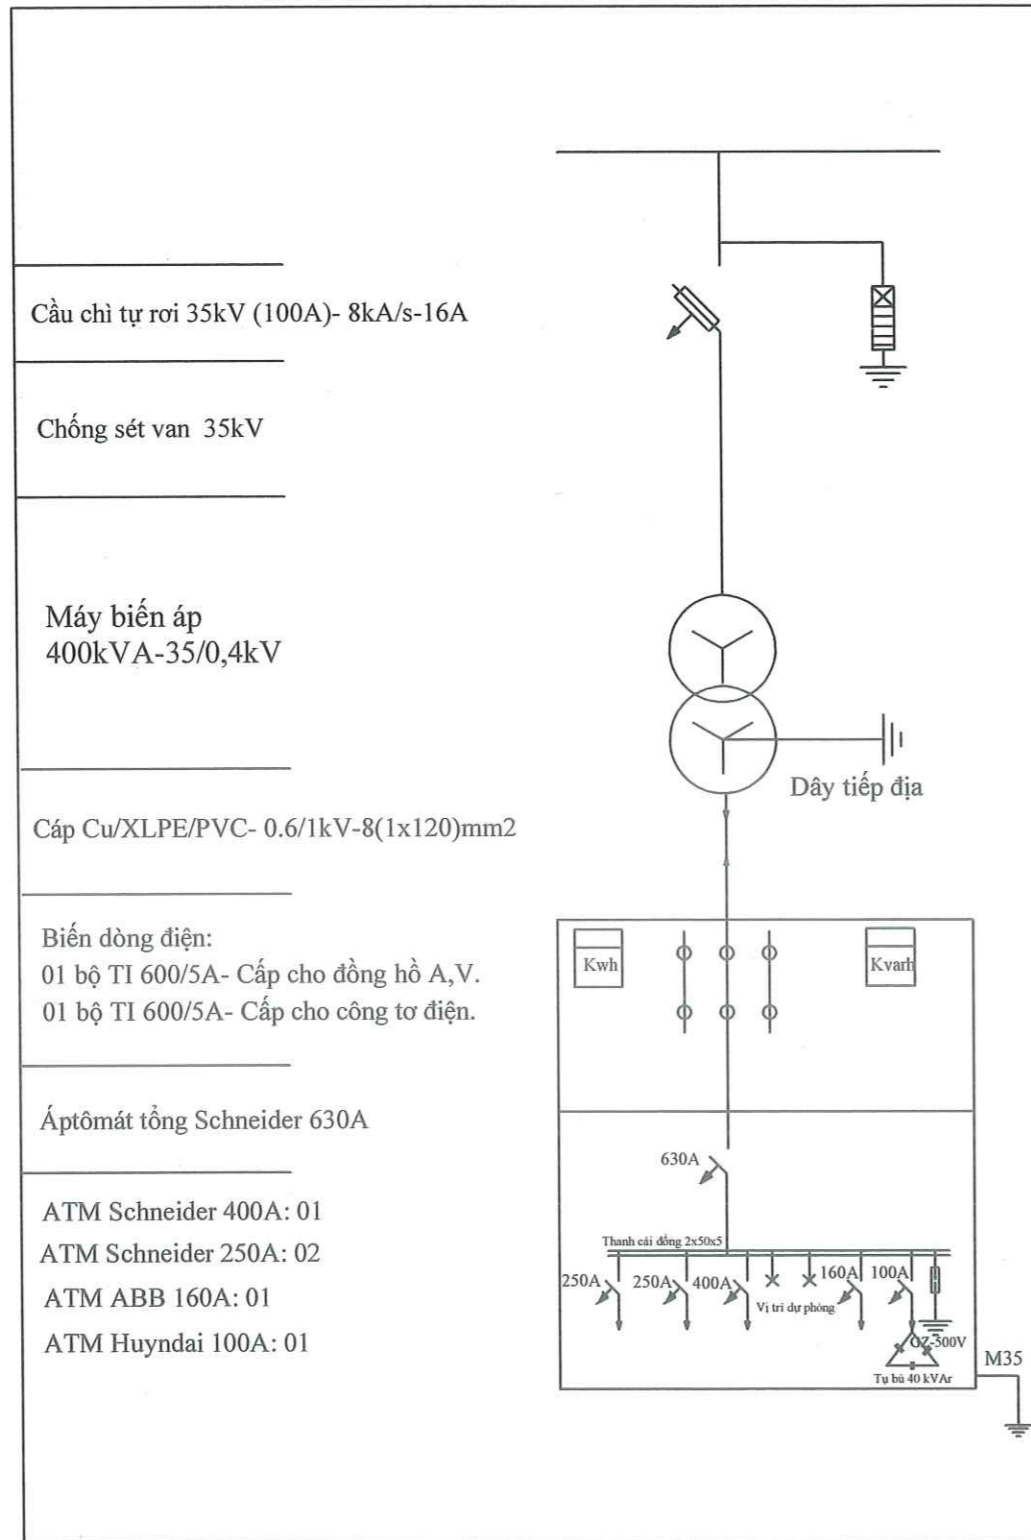 Cầu chì tự rơi 35kV (100A)- 8kA/s-16A
Chống sét van 35kV
Máy biến áp
400kVA-35/0,4kV
Dây tiếp địa
Cáp Cu/XLPE/PVC- 0.6/1kV-8(1x120)mm2
Biến dòng điện:
01 bộ TI 600/5A- Cấp cho đồng hồ A,V.
01 bộ TI 600/5A- Cấp cho công tơ điện.
Kwh
Kvarh
Áptômát tổng Schneider 630A
630A
ATM Schneider 400A: 01
ATM Schneider 250A: 02
ATM ABB 160A: 01
ATM Huyndai 100A: 01
Thanh cái đồng 2x50x5
250A
250A
400A
160A
100A
Vị trí dự phòng
GZ-500V
Tụ bù 40 kVAr
M35